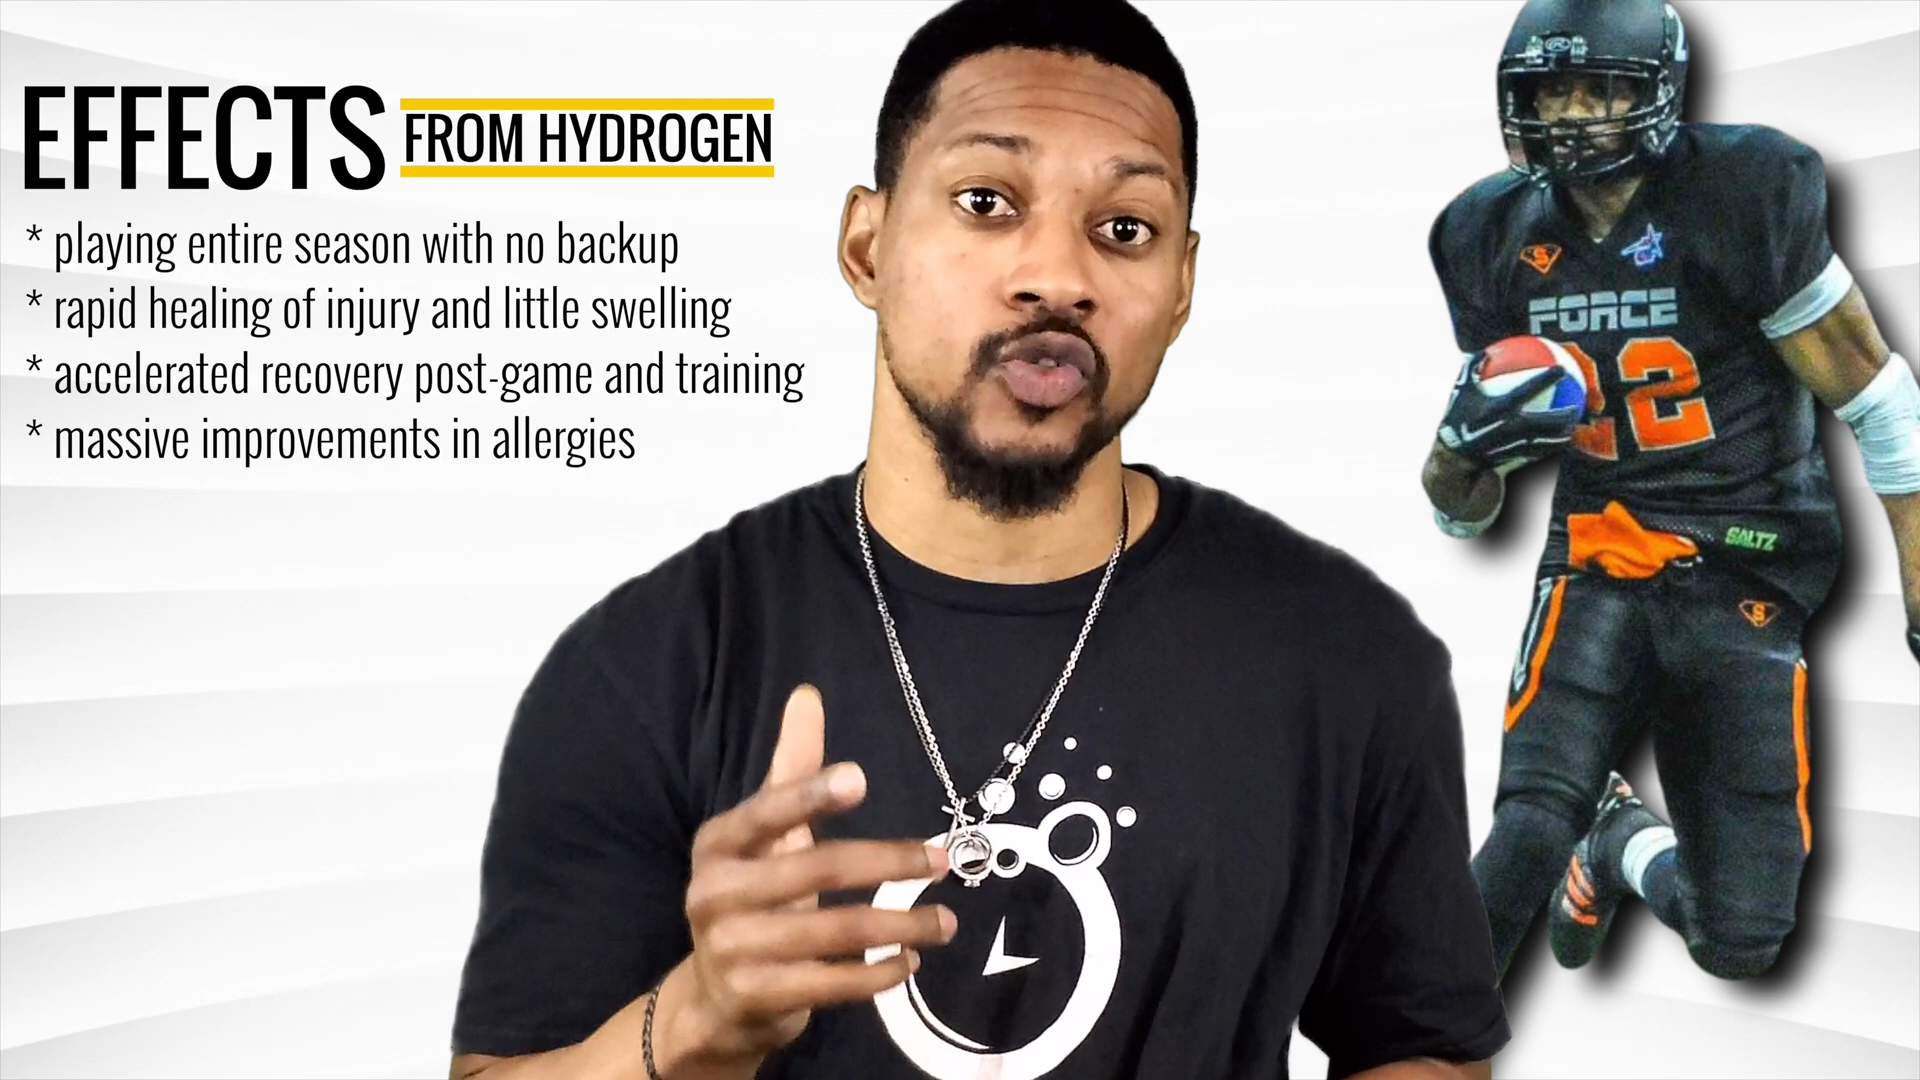 EFFECTS FROM HYDROGEN
* playing entire season with no backup
* rapid healing of injury and little swelling
* accelerated recovery post-game and training
* massive improvements in allergies
FORCE
22
SALTZ
S
S